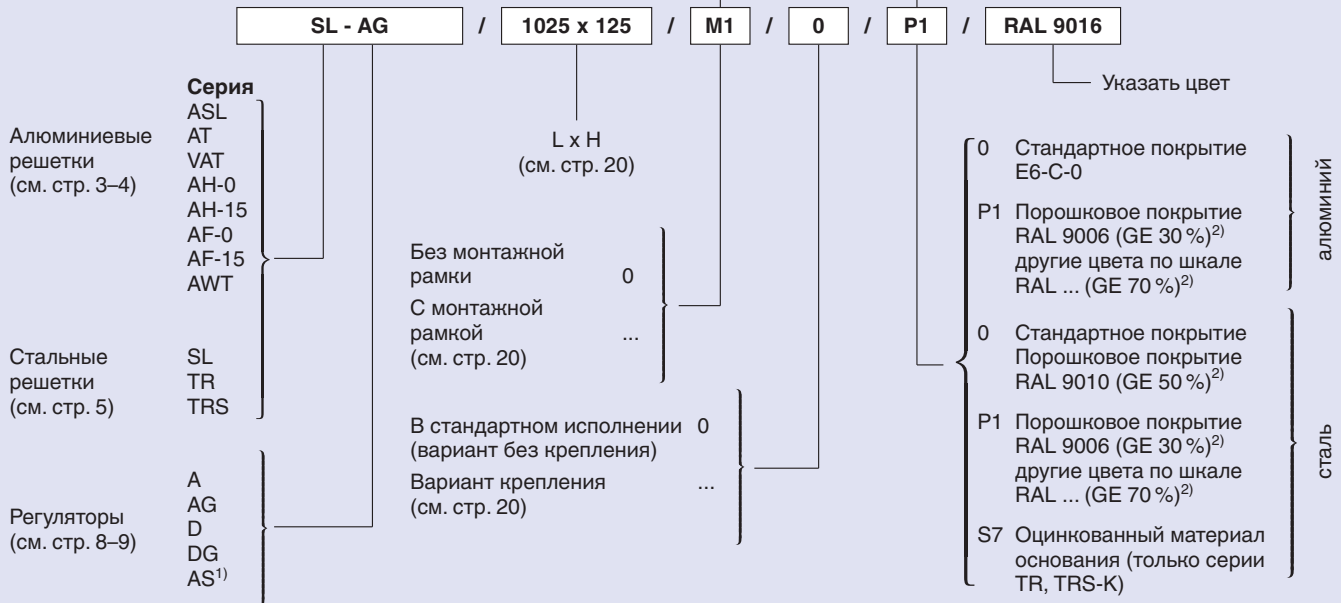 SL - AG / 1025 x 125 / M1 / 0 / P1 / RAL 9016
Указать цвет
L x H
(см. стр. 20)
Серия
Алюминиевые
решетки
(см. стр. 3–4)
ASL
AT
VAT
AH-0
AH-15
AF-0
AF-15
AWT
Стальные
решетки
(см. стр. 5)
SL
TR
TRS
Регуляторы
(см. стр. 8–9)
A
AG
D
DG
AS1)
Без монтажной
рамки 0
С монтажной
рамкой ...
(см. стр. 20)
В стандартном исполнении 0
(вариант без крепления)
Вариант крепления ...
(см. стр. 20)
0 Стандартное покрытие
E6-C-0
P1 Порошковое покрытие
RAL 9006 (GE 30 %)2)
другие цвета по шкале
RAL ... (GE 70 %)2)
алюминий
0 Стандартное покрытие
Порошковое покрытие
RAL 9010 (GE 50 %)2)
P1 Порошковое покрытие
RAL 9006 (GE 30 %)2)
другие цвета по шкале
RAL ... (GE 70 %)2)
S7 Оцинкованный материал
основания (только серии
TR, TRS-K)
сталь